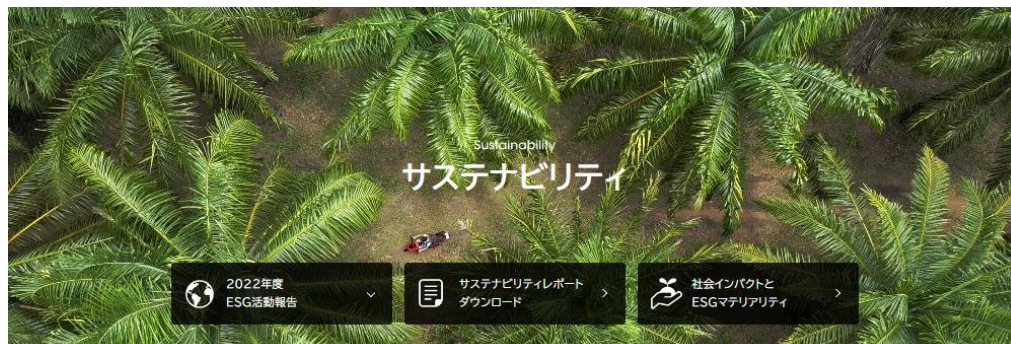 Sustainability
サステナビリティ
2022年度
ESG活動報告
サステナビリティレポート
ダウンロード
社会インパクトと
ESGマテリアリティ